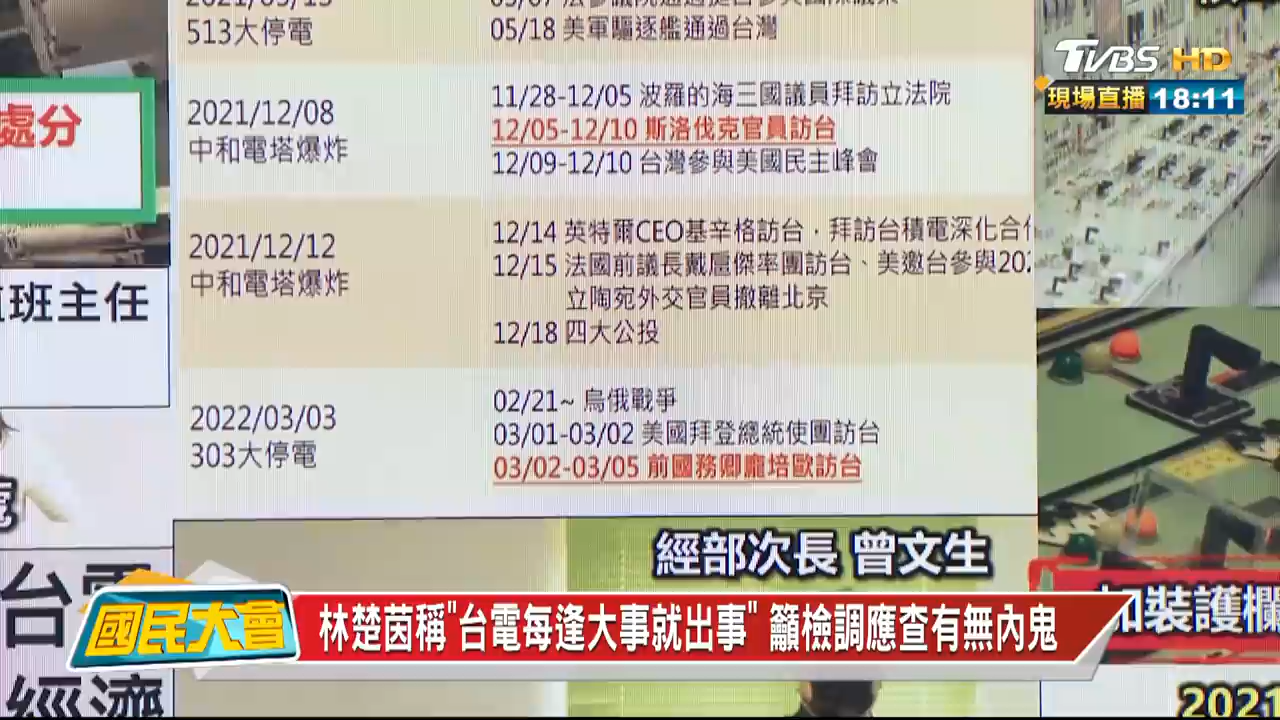 513大停電
05/18 美軍驅逐艦通過台灣
TVBS HD
現場直播 18:11
處分
2021/12/08
中和電塔爆炸
11/28-12/05 波羅的海三國議員拜訪立法院
12/05-12/10 斯洛伐克官員訪台
12/09-12/10 台灣參與美國民主峰會
2021/12/12
中和電塔爆炸
12/14 英特爾CEO基辛格訪台，拜訪台積電深化合作
12/15 法國前議長戴扈傑率團訪台、美邀台參與202
立陶宛外交官員撤離北京
12/18 四大公投
班主任
2022/03/03
303大停電
02/21~ 烏俄戰爭
03/01-03/02 美國拜登總統使團訪台
03/02-03/05 前國務卿龐培歐訪台
經部次長 曾文生
台電
經濟
加裝護欄
國民大會
林楚茵稱"台電每逢大事就出事" 籲檢調應查有無內鬼
2021